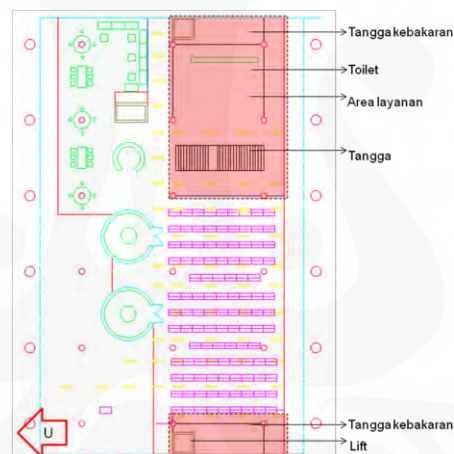 Tangga kebakaran
Toilet
Area layanan
Tangga
Tangga kebakaran
Lift
U